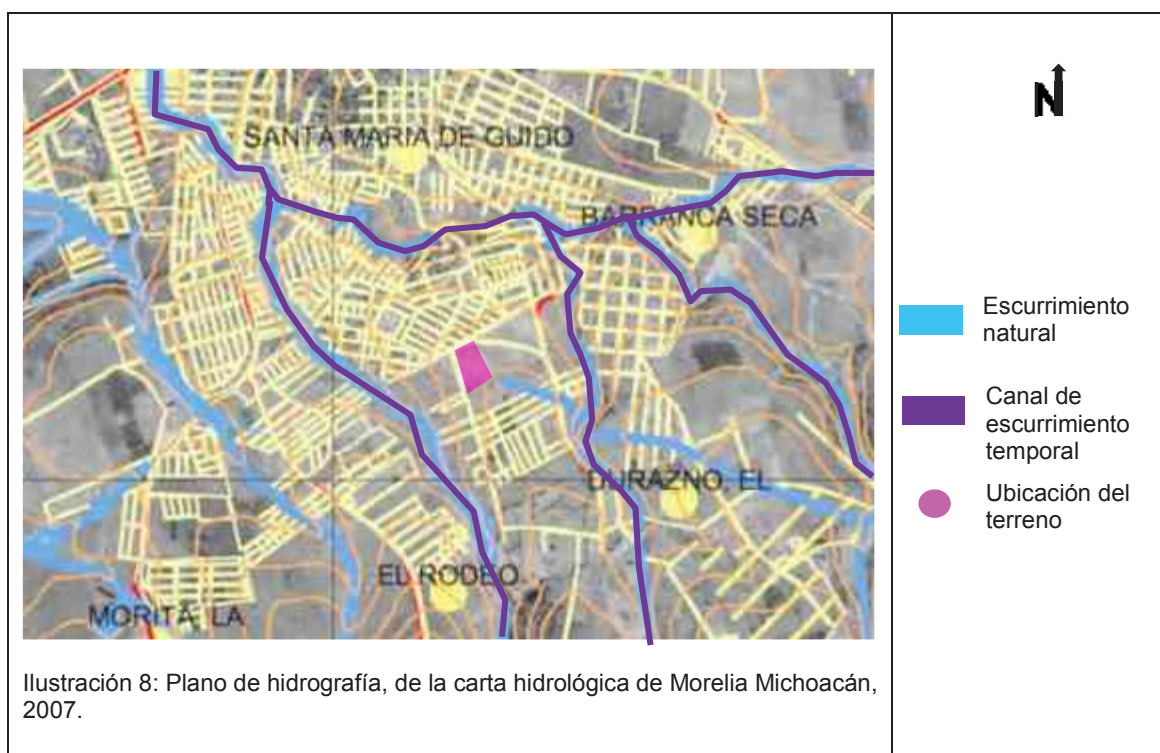 N
SANTA MARIA DE GUIDO
BARRANCA SECA
DURAZNO, EL
EL RODEO
MORITA, LA
Escurrimiento
natural
Canal de
escurrimiento
temporal
Ubicación del
terreno
Ilustración 8: Plano de hidrografía, de la carta hidrológica de Morelia Michoacán,
2007.